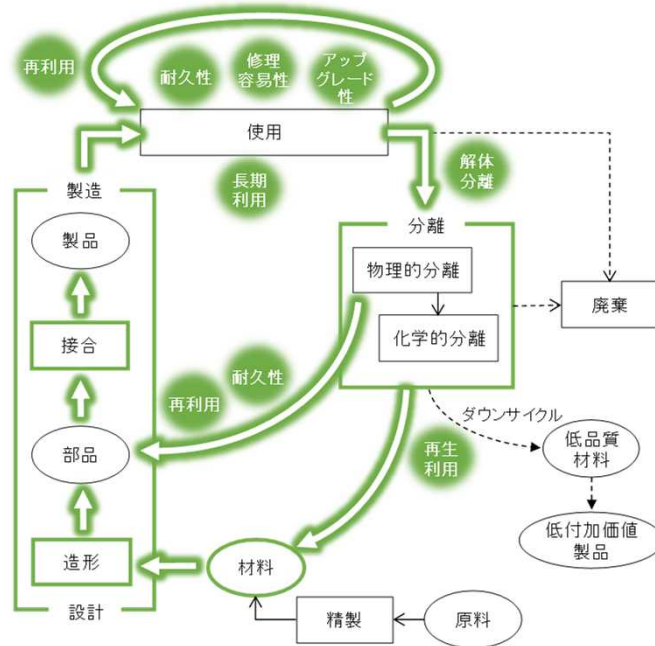 再利用
耐久性
修理
容易性
アップ
グレード
性
使用
長期
利用
解体
分離
製造
製品
接合
部品
造形
設計
分離
物理的分離
化学的分離
廃棄
再利用
耐久性
ダウンサイクル
再生
利用
低品質
材料
低付加価値
製品
材料
精製
原料